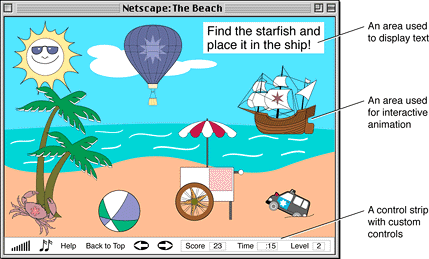 Netscape: The Beach
Find the starfish and
place it in the ship!
An area used
to display text
An area used
for interactive
animation
A control strip
with custom
controls
Help Back to Top Score 23 Time :15 Level 2